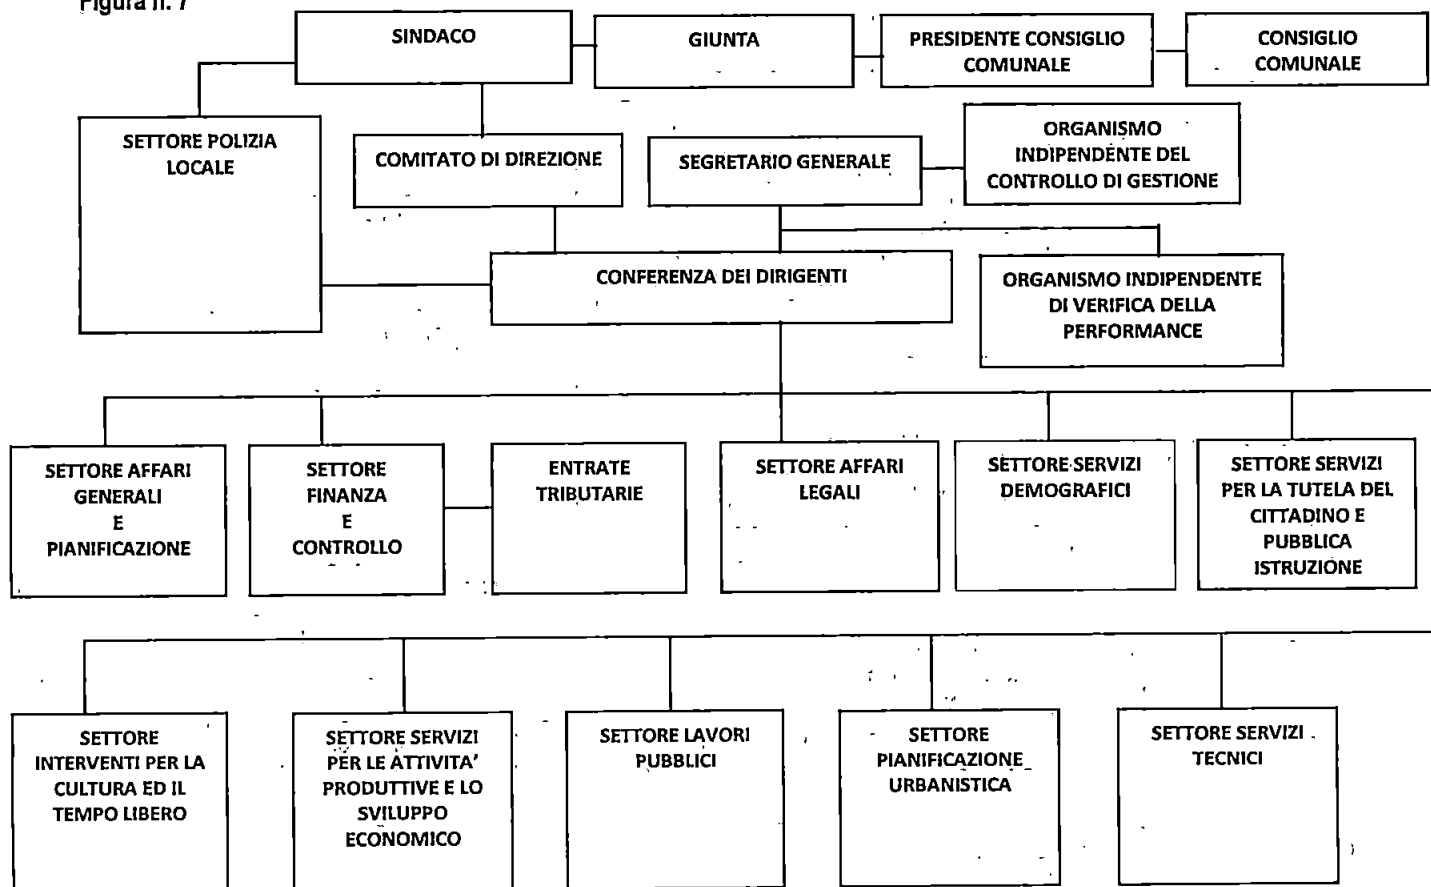 Figura n. 7
SINDACO
GIUNTA
PRESIDENTE CONSIGLIO
COMUNALE
CONSIGLIO
COMUNALE
SETTORE POLIZIA
LOCALE
COMITATO DI DIREZIONE
SEGRETARIO GENERALE
ORGANISMO
INDIPENDENTE DEL
CONTROLLO DI GESTIONE
CONFERENZA DEI DIRIGENTI
ORGANISMO INDIPENDENTE
DI VERIFICA DELLA
PERFORMANCE
SETTORE AFFARI
GENERALI
E
PIANIFICAZIONE
SETTORE
FINANZA
E
CONTROLLO
ENTRATE
TRIBUTARIE
SETTORE AFFARI
LEGALI
SETTORE SERVIZI
DEMOGRAFICI
SETTORE SERVIZI
PER LA TUTELA DEL
CITTADINO E
PUBBLICA
ISTRUZIONE
SETTORE
INTERVENTI PER LA
CULTURA ED IL
TEMPO LIBERO
SETTORE SERVIZI
PER LE ATTIVITA'
PRODUTTIVE E LO
SVILUPPO
ECONOMICO
SETTORE LAVORI
PUBBLICI
SETTORE
PIANIFICAZIONE
URBANISTICA
SETTORE SERVIZI
TECNICI